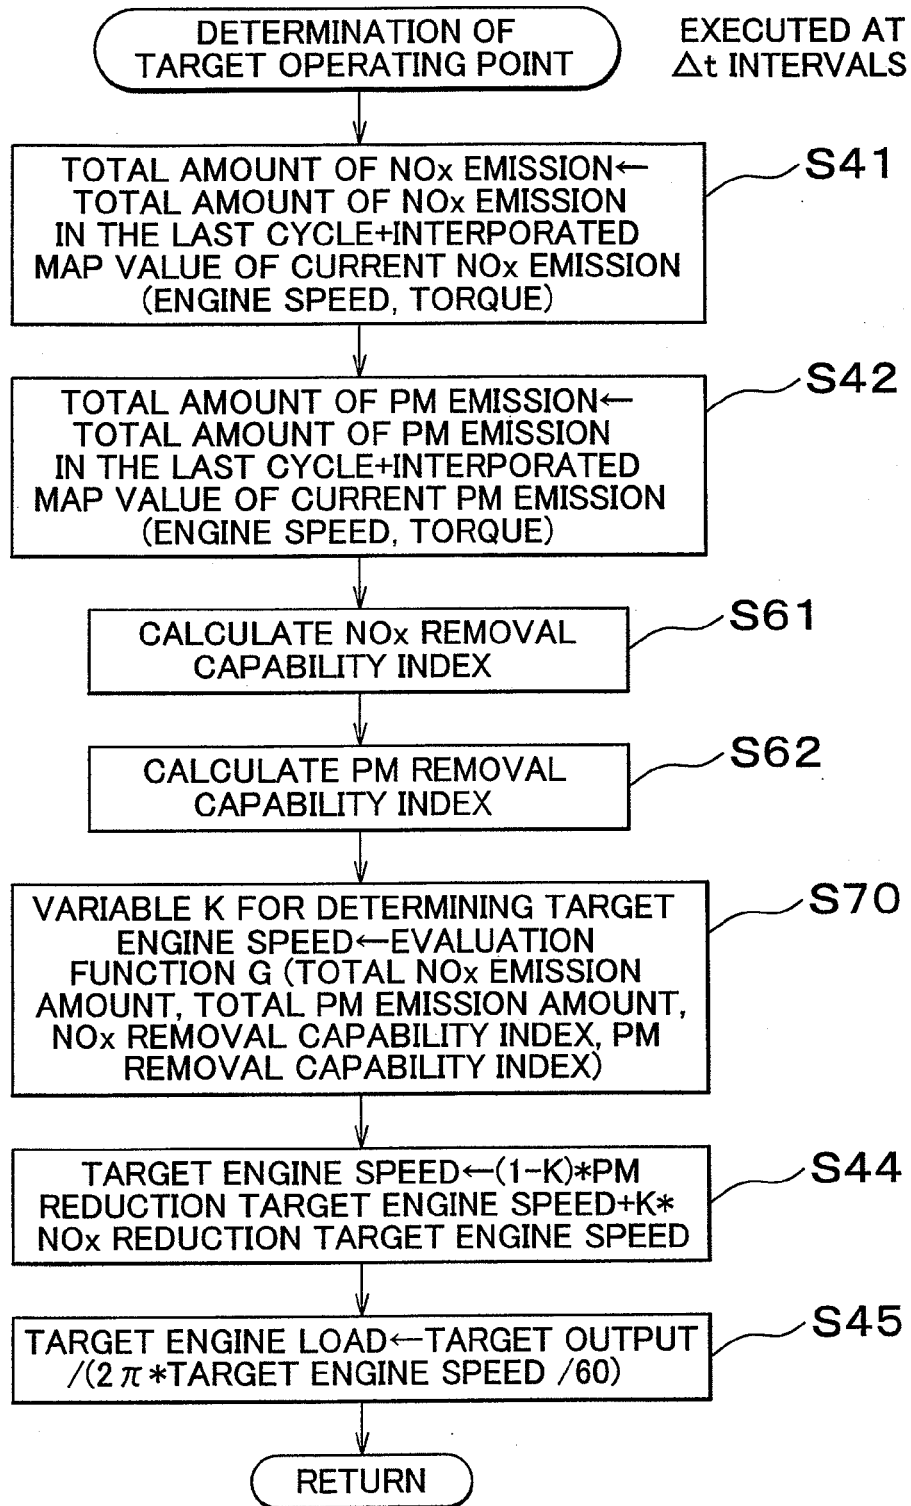 DETERMINATION OF
TARGET OPERATING POINT
EXECUTED AT
Δt INTERVALS
TOTAL AMOUNT OF NOx EMISSION←
TOTAL AMOUNT OF NOx EMISSION
IN THE LAST CYCLE+INTERPORATED
MAP VALUE OF CURRENT NOx EMISSION
(ENGINE SPEED, TORQUE)
S41
TOTAL AMOUNT OF PM EMISSION←
TOTAL AMOUNT OF PM EMISSION
IN THE LAST CYCLE+INTERPORATED
MAP VALUE OF CURRENT PM EMISSION
(ENGINE SPEED, TORQUE)
S42
CALCULATE NOx REMOVAL
CAPABILITY INDEX
S61
CALCULATE PM REMOVAL
CAPABILITY INDEX
S62
VARIABLE K FOR DETERMINING TARGET
ENGINE SPEED←EVALUATION
FUNCTION G (TOTAL NOx EMISSION
AMOUNT, TOTAL PM EMISSION AMOUNT,
NOx REMOVAL CAPABILITY INDEX, PM
REMOVAL CAPABILITY INDEX)
S70
TARGET ENGINE SPEED←(1-K)*PM
REDUCTION TARGET ENGINE SPEED+K*
NOx REDUCTION TARGET ENGINE SPEED
S44
TARGET ENGINE LOAD←TARGET OUTPUT
/(2π*TARGET ENGINE SPEED /60)
S45
RETURN